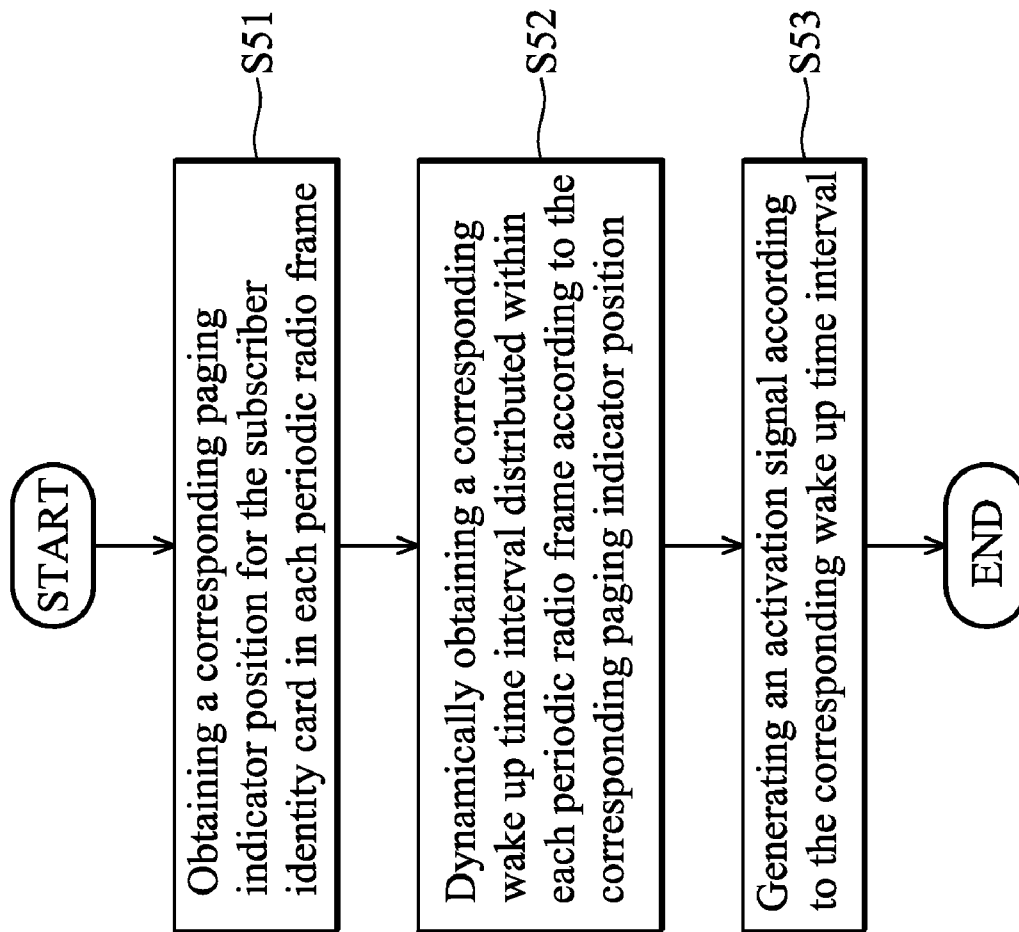 START
Obtaining a corresponding paging
indicator position for the subscriber
identity card in each periodic radio frame
S51
Dynamically obtaining a corresponding
wake up time interval distributed within
each periodic radio frame according to the
corresponding paging indicator position
S52
Generating an activation signal according
to the corresponding wake up time interval
S53
END